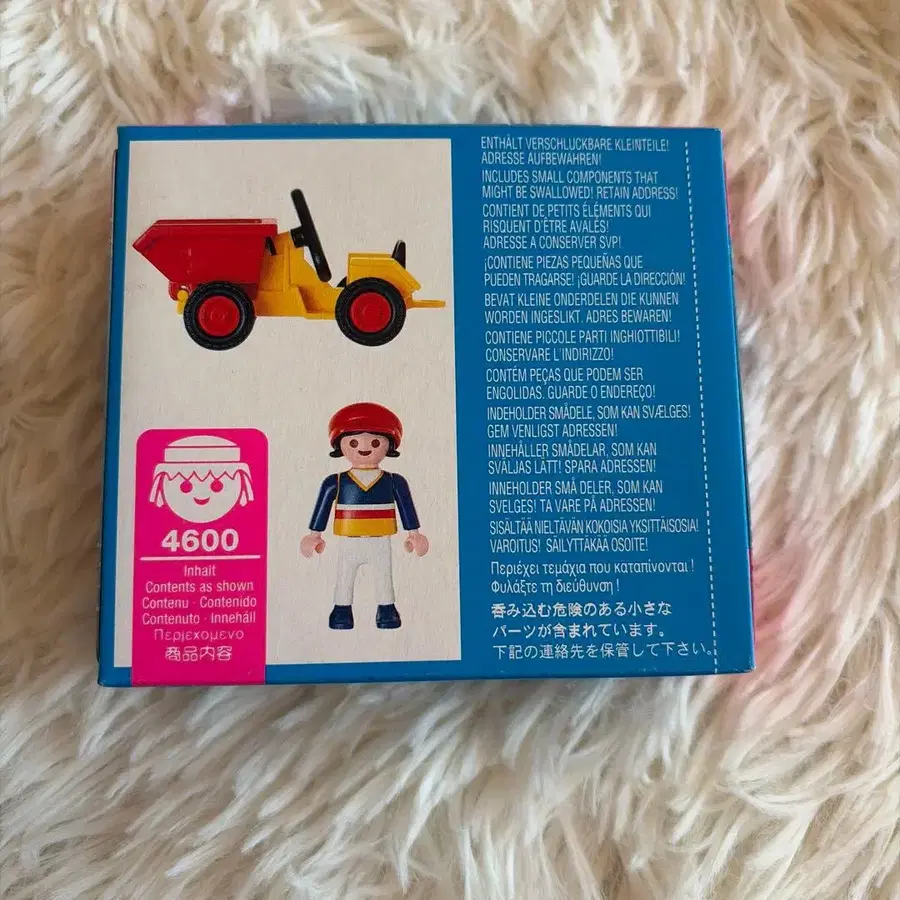 ENTHÄLT VERSCHLUCKBARE KLEINTEILE!
ADRESSE AUFBEWAHREN!
INCLUDES SMALL COMPONENTS THAT
MIGHT BE SWALLOWED! RETAIN ADDRESS!
CONTIENT DE PETITS ÉLÉMENTS QUI
RISQUENT D'ÊTRE AVALÉS!
ADRESSE A CONSERVER SVP!
¡CONTIENE PIEZAS PEQUEÑAS QUE
PUEDEN TRAGARSE! ¡GUARDE LA DIRECCIÓN!
BEVAT KLEINE ONDERDELEN DIE KUNNEN
WORDEN INGESLIKT. ADRES BEWAREN!
CONTIENE PICCOLE PARTI INGHIOTTIBILI!
CONSERVARE L'INDIRIZZO!
CONTÉM PEÇAS QUE PODEM SER
ENGOLIDAS. GUARDE O ENDEREÇO!
INDEHOLDER SMÅDELE, SOM KAN SVÆLGES!
GEM VENLIGST ADRESSEN!
INNEHÅLLER SMÅDELAR, SOM KAN
SVÄLJAS LÄTT! SPARA ADRESSEN!
INNEHOLDER SMÅ DELER, SOM KAN
SVELGES! TA VARE PÅ ADRESSEN!
SISÄLTÄÄ NIELTÄVÄN KOKOISIA YKSITTÄISOSIA!
VAROITUS! SÄILYTTÄKÄÄ OSOITE!
Περιέχει τεμάχια που καταπίνονται!
Φυλάξτε τη διεύθυνση!
呑み込む危険のある小さな
パーツが含まれています。
下記の連絡先を保管して下さい。
4600
Inhalt
Contents as shown
Contenu · Contenido
Contenuto · Innehåll
Περιεχομενο
商品内容